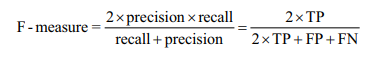 F - measure = 2 × precision × recall / recall + precision = 2 × TP / 2 × TP + FP + FN